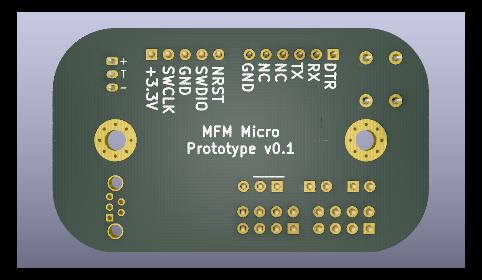 +
T
-
+3.3V
SWCLK
GND
SWDIO
NRST
GND
NC
NC
TX
RX
DTR
MFM Micro
Prototype v0.1